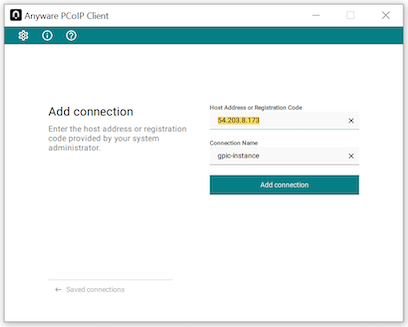 Anyware PCoIP Client
Add connection
Enter the host address or registration
code provided by your system
administrator.
Host Address or Registration Code
54.203.8.173
Connection Name
gpic-instance
Add connection
Saved connections